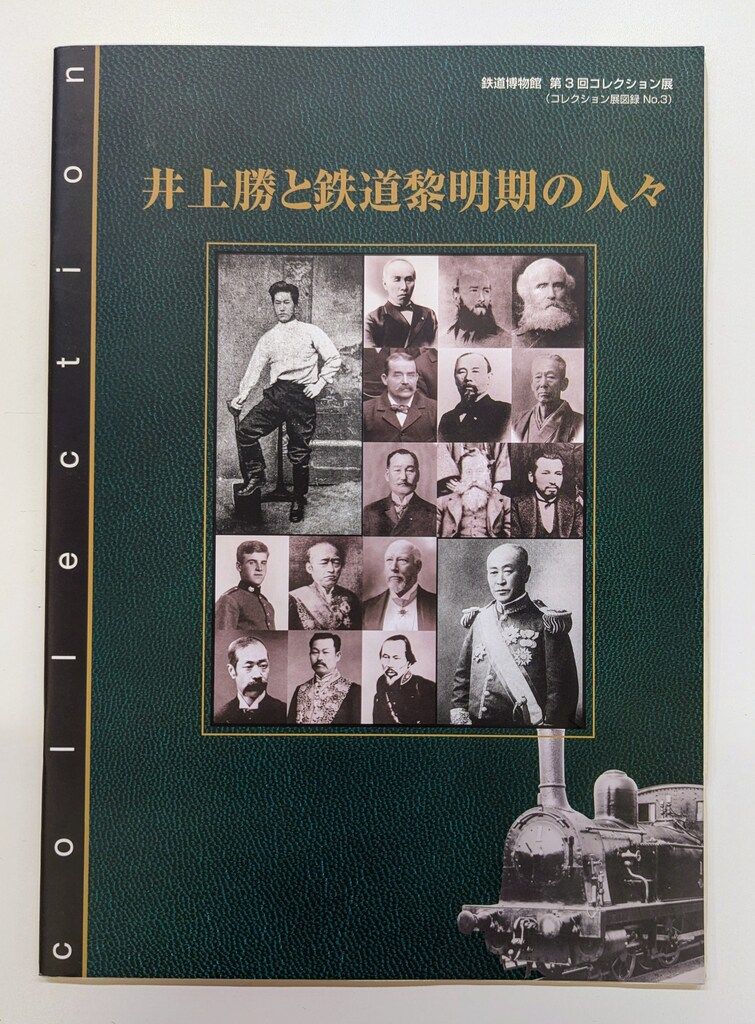 鉄道博物館 第3回コレクション展
(コレクション展図録 No.3)
井上勝と鉄道黎明期の人々
collection